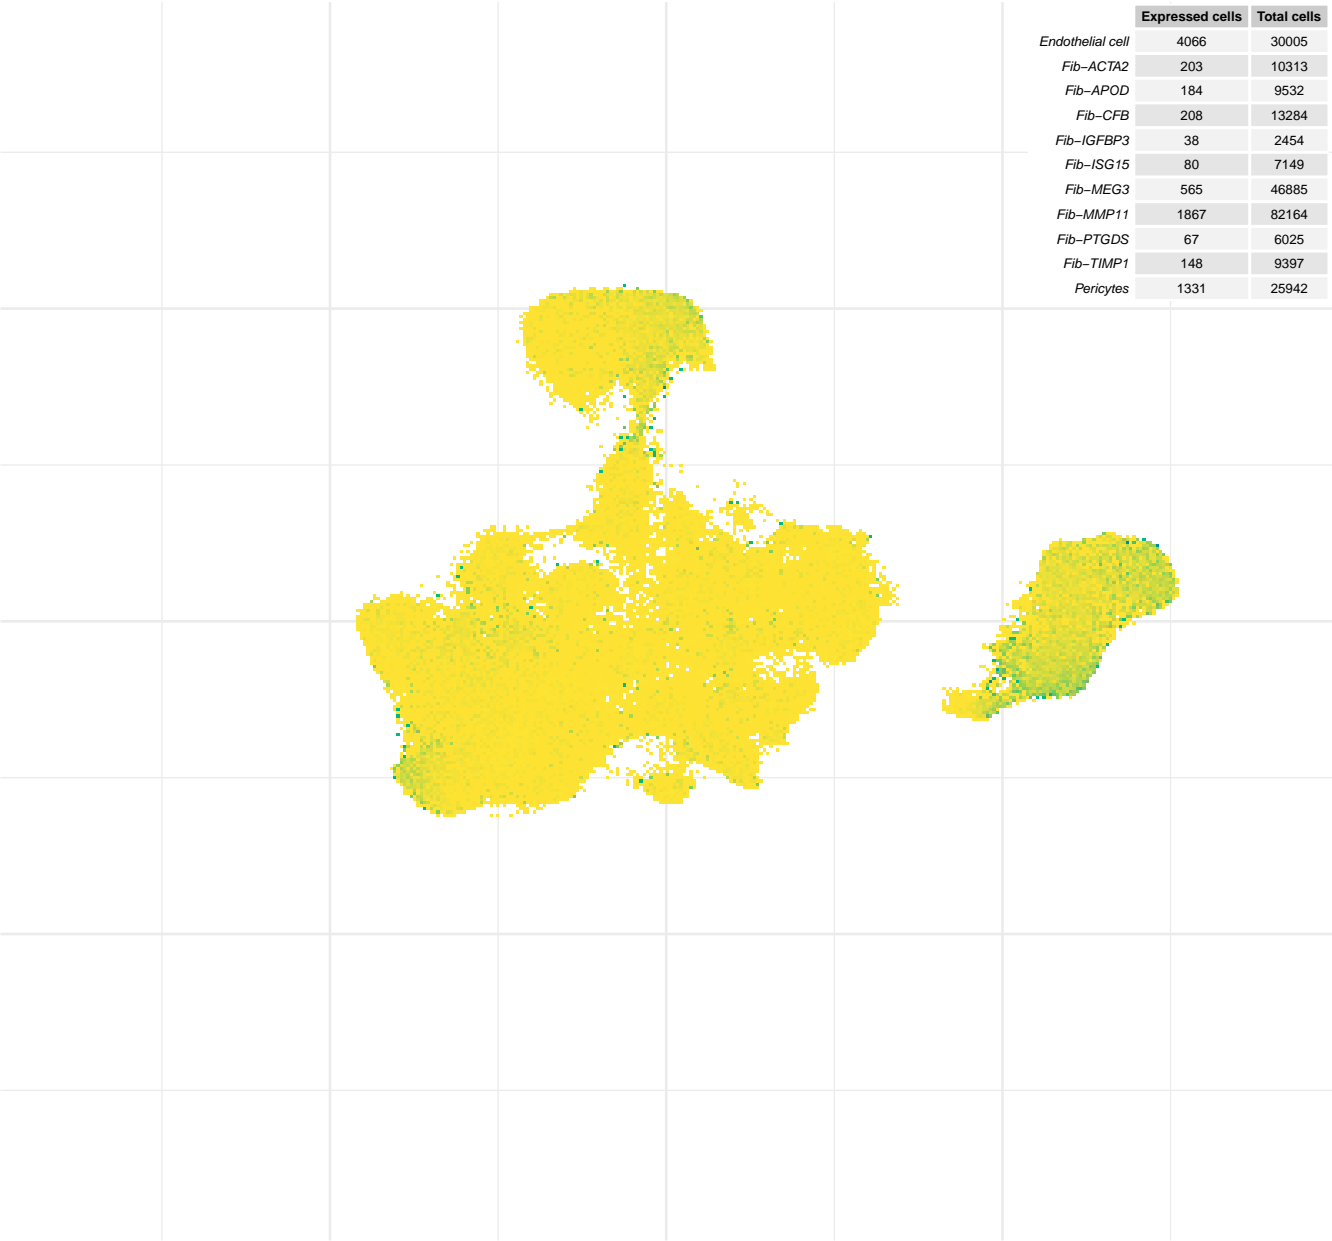 Expressed cells Total cells
Endothelial cell 4066 30005
Fib−ACTA2 203 10313
Fib−APOD 184 9532
Fib−CFB 208 13284
Fib−IGFBP3 38 2454
Fib−ISG15 80 7149
Fib−MEG3 565 46885
Fib−MMP11 1867 82164
Fib−PTGDS 67 6025
Fib−TIMP1 148 9397
Pericytes 1331 25942